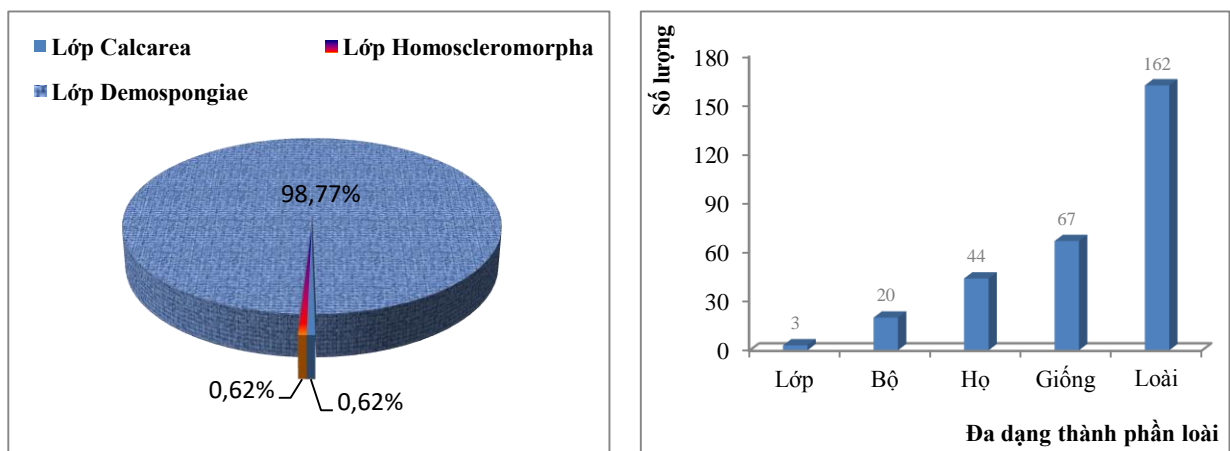 Lớp Calcarea
Lớp Homoscleromorpha
Lớp Demospongiae
98,77%
0,62%
0,62%
Số lượng
180
150
120
90
60
30
0
3
20
44
67
162
Lớp
Bộ
Họ
Giống
Loài
Đa dạng thành phần loài